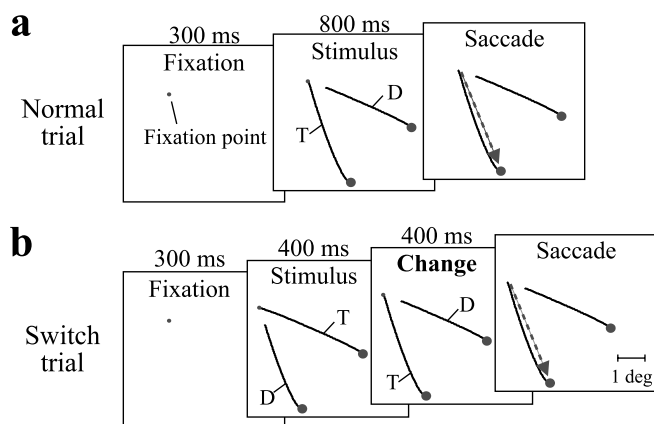 a
300 ms
800 ms
Fixation
Stimulus
Saccade
Normal
trial
Fixation point
D
T
b
300 ms
400 ms
400 ms
Fixation
Stimulus
Change
Saccade
Switch
trial
T
D
D
T
1 deg